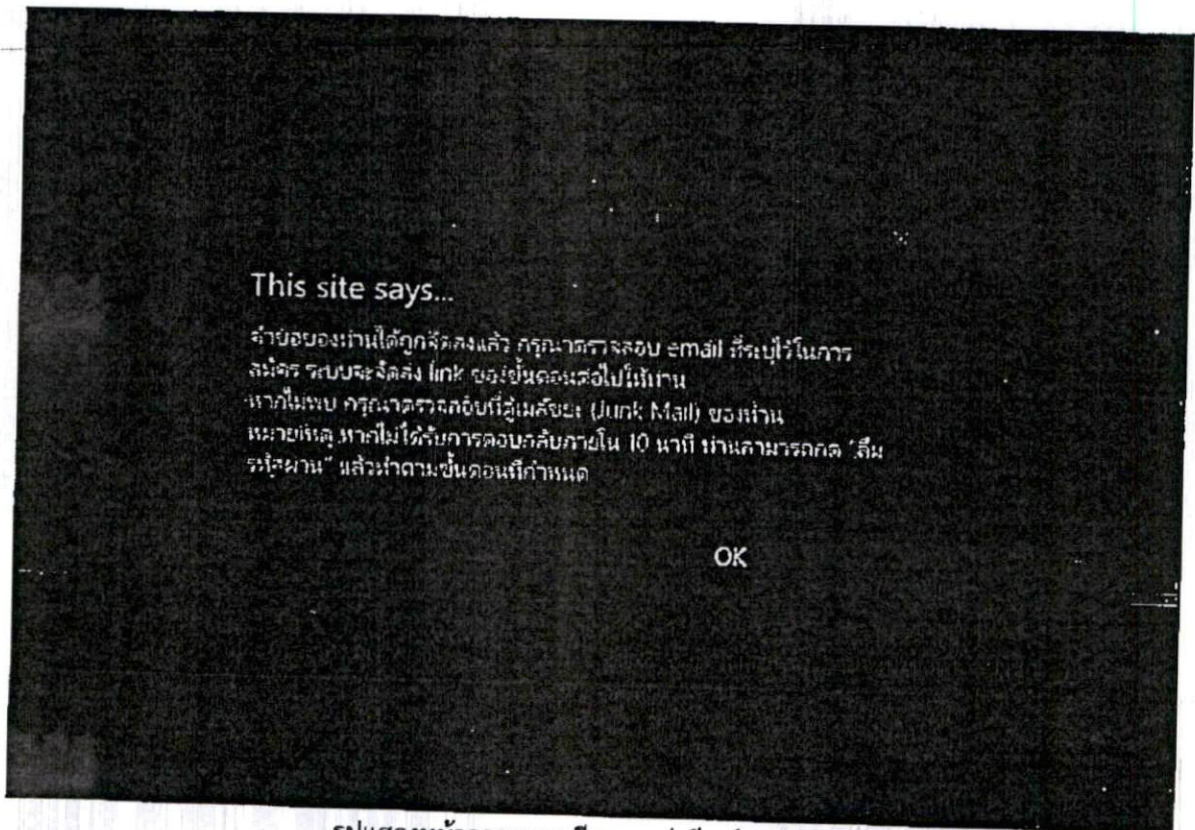 This site says...
คำขอของท่านได้ถูกจัดส่งแล้ว กรุณาตรวจสอบ email ที่ระบุไว้ในการ
สมัคร ระบบจะจัดส่ง link ของขั้นตอนต่อไปให้ท่าน
หากไม่พบ กรุณาตรวจสอบที่ตู้เมล์ขยะ (Junk Mail) ของท่าน
หมายเหตุ หากไม่ได้รับการตอบกลับภายใน 10 นาที ท่านสามารถกด "ลืม
รหัสผ่าน" แล้วทำตามขั้นตอนที่กำหนด
OK